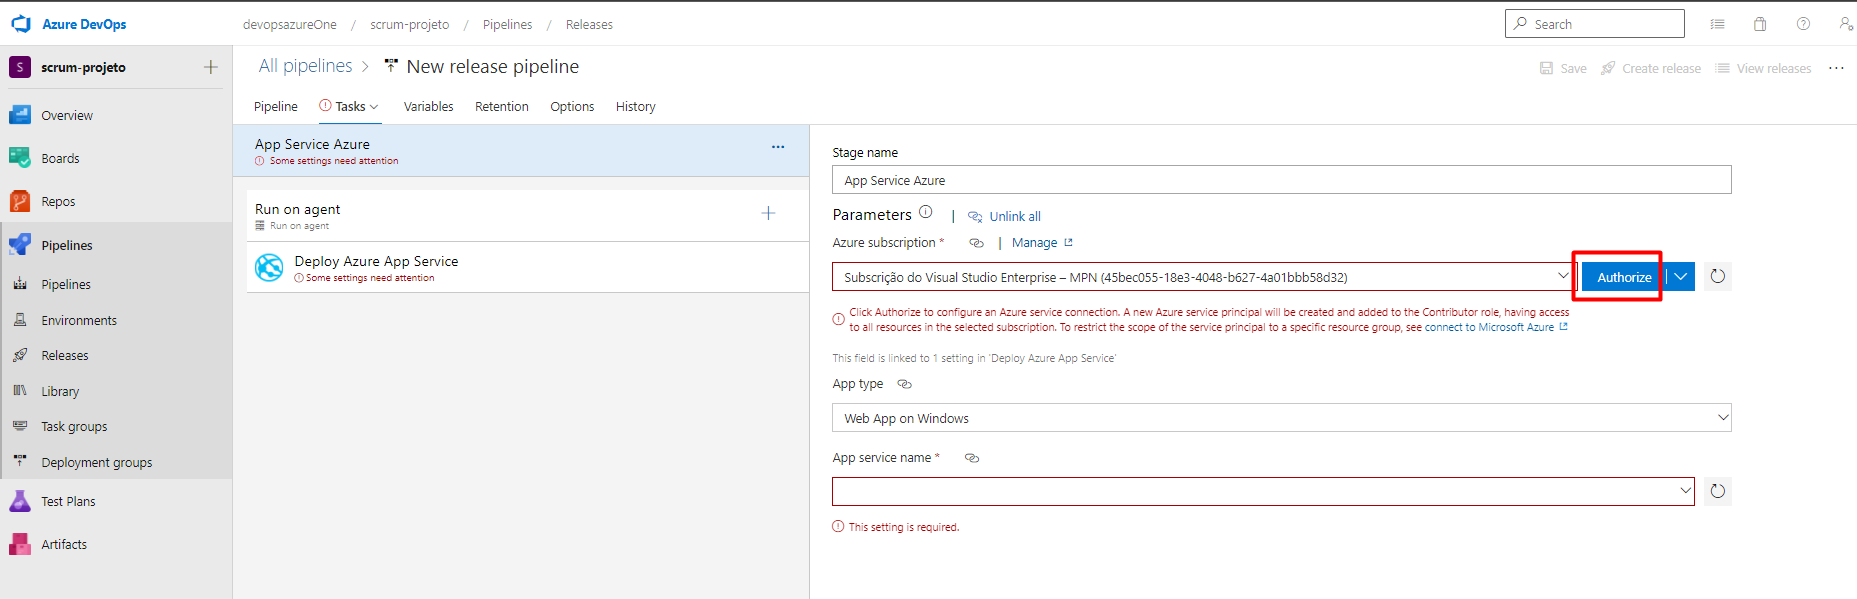 Azure DevOps
devopsazureOne / scrum-projeto / Pipelines / Releases
Search
S scrum-projeto
Overview
Boards
Repos
Pipelines
Pipelines
Environments
Releases
Library
Task groups
Deployment groups
Test Plans
Artifacts
All pipelines > New release pipeline
Save Create release View releases ...
Pipeline Tasks Variables Retention Options History
App Service Azure
Some settings need attention
Run on agent
Run on agent
Deploy Azure App Service
Some settings need attention
Stage name
App Service Azure
Parameters | Unlink all
Azure subscription * | Manage
Subscrição do Visual Studio Enterprise – MPN (45bec055-18e3-4048-b627-4a01bbb58d32)
Authorize
Click Authorize to configure an Azure service connection. A new Azure service principal will be created and added to the Contributor role, having access
to all resources in the selected subscription. To restrict the scope of the service principal to a specific resource group, see connect to Microsoft Azure
This field is linked to 1 setting in 'Deploy Azure App Service'
App type
Web App on Windows
App service name *
This setting is required.